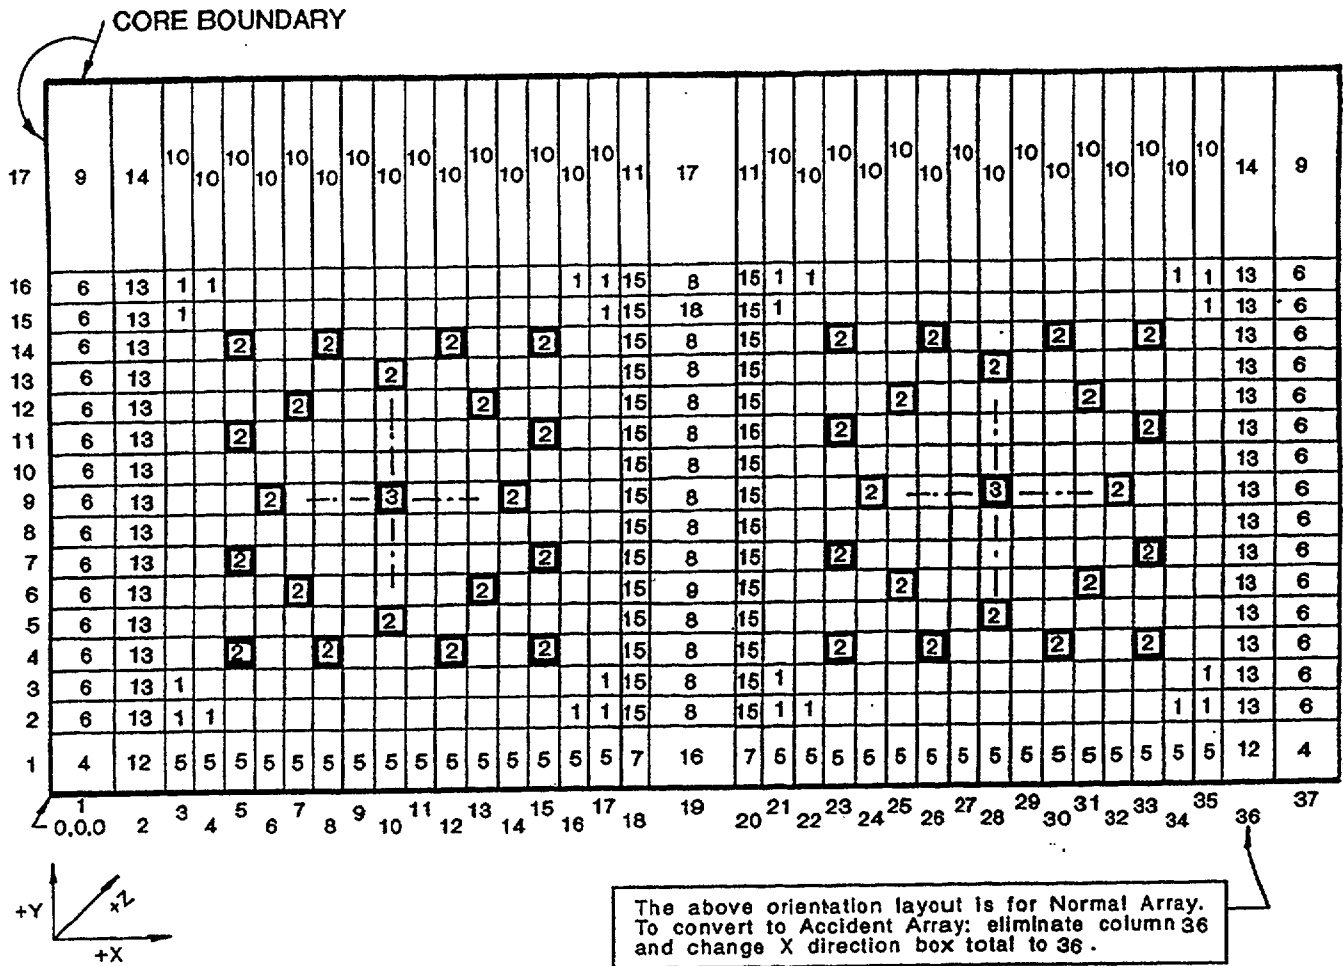 CORE BOUNDARY
17 9 14 10 10 10 10 10 10 10 10 10 10 10 10 10 10 10 11 17 11 10 10 10 10 10 10 10 10 10 10 10 10 10 10 10 14 9
16 6 13 1 1 1 1 15 8 15 1 1 1 1 13 6
15 6 13 1 1 15 18 15 1 1 13 6
14 6 13 2 2 2 2 15 8 15 2 2 2 2 13 6
13 6 13 2 15 8 15 2 13 6
12 6 13 2 2 15 8 15 2 2 13 6
11 6 13 2 2 15 8 15 2 2 13 6
10 6 13 15 8 15 13 6
9 6 13 2 3 2 15 8 15 2 3 2 13 6
8 6 13 15 8 15 13 6
7 6 13 2 2 15 8 15 2 2 13 6
6 6 13 2 2 15 9 15 2 2 13 6
5 6 13 2 15 8 15 2 13 6
4 6 13 2 2 2 2 15 8 15 2 2 2 2 13 6
3 6 13 1 1 15 8 15 1 1 13 6
2 6 13 1 1 1 1 15 8 15 1 1 1 1 13 6
1 4 12 5 5 5 5 5 5 5 5 5 5 5 5 5 5 5 7 16 7 5 5 5 5 5 5 5 5 5 5 5 5 5 5 5 12 4
1 2 3 4 5 6 7 8 9 10 11 12 13 14 15 16 17 18 19 20 21 22 23 24 25 26 27 28 29 30 31 32 33 34 35 36 37
0,0,0
+Y
+Z
+X
The above orientation layout is for Normal Array.
To convert to Accident Array: eliminate column 36
and change X direction box total to 36.